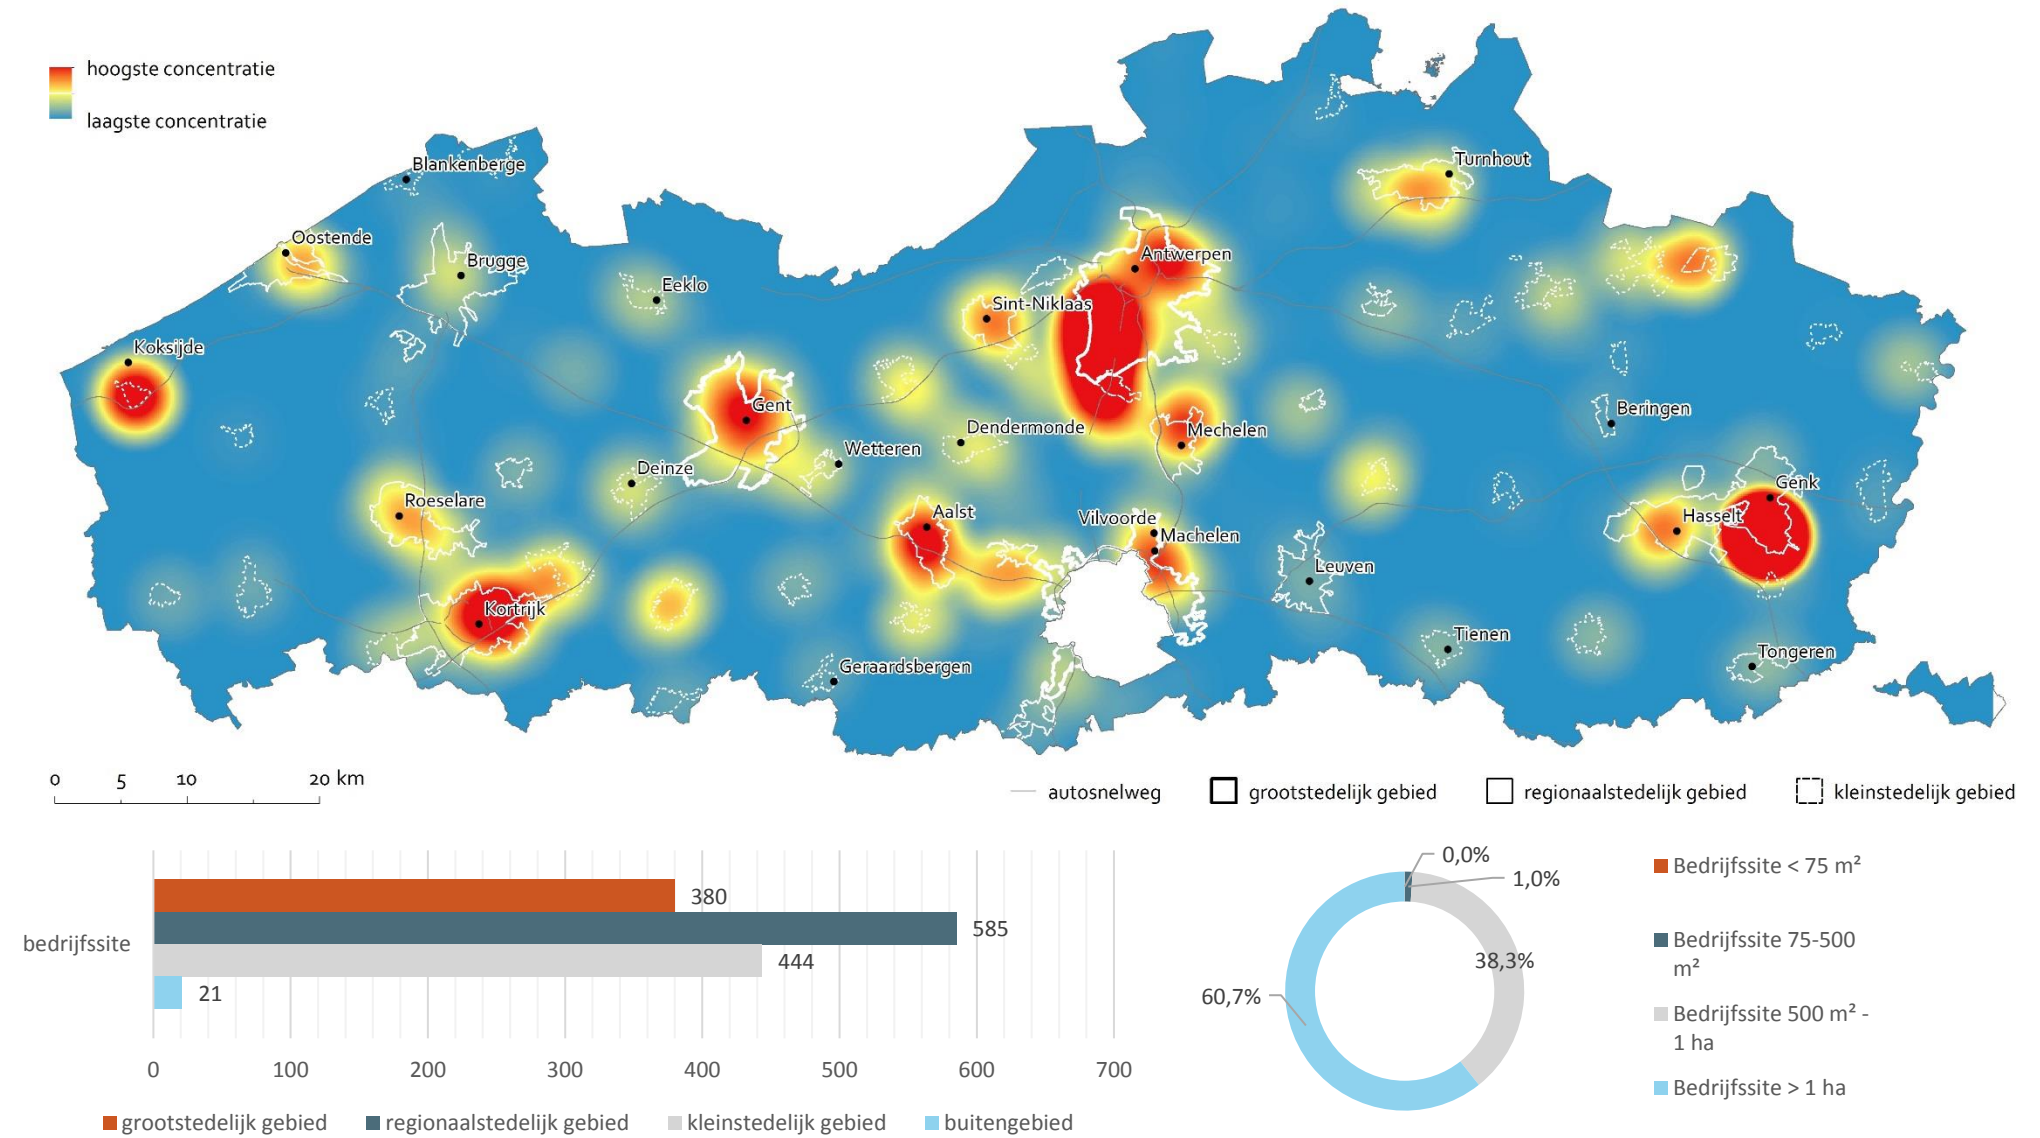 hoogste concentratie
laagste concentratie
Blankenberge
Turnhout
Oostende
Brugge
Antwerpen
Eeklo
Sint-Niklaas
Koksijde
Gent
Beringen
Dendermonde
Mechelen
Wetteren
Deinze
Genk
Roeselare
Aalst
Vilvoorde
Hasselt
Machelen
Leuven
Kortrijk
Tienen
Tongeren
Geraardsbergen
0 5 10 20 km
autosnelweg grootstedelijk gebied regionaalstedelijk gebied kleinstedelijk gebied
bedrijfssite
380
585
444
21
0 100 200 300 400 500 600 700
grootstedelijk gebied regionaalstedelijk gebied kleinstedelijk gebied buitengebied
0,0%
1,0%
38,3%
60,7%
Bedrijfssite < 75 m²
Bedrijfssite 75-500
m²
Bedrijfssite 500 m² -
1 ha
Bedrijfssite > 1 ha